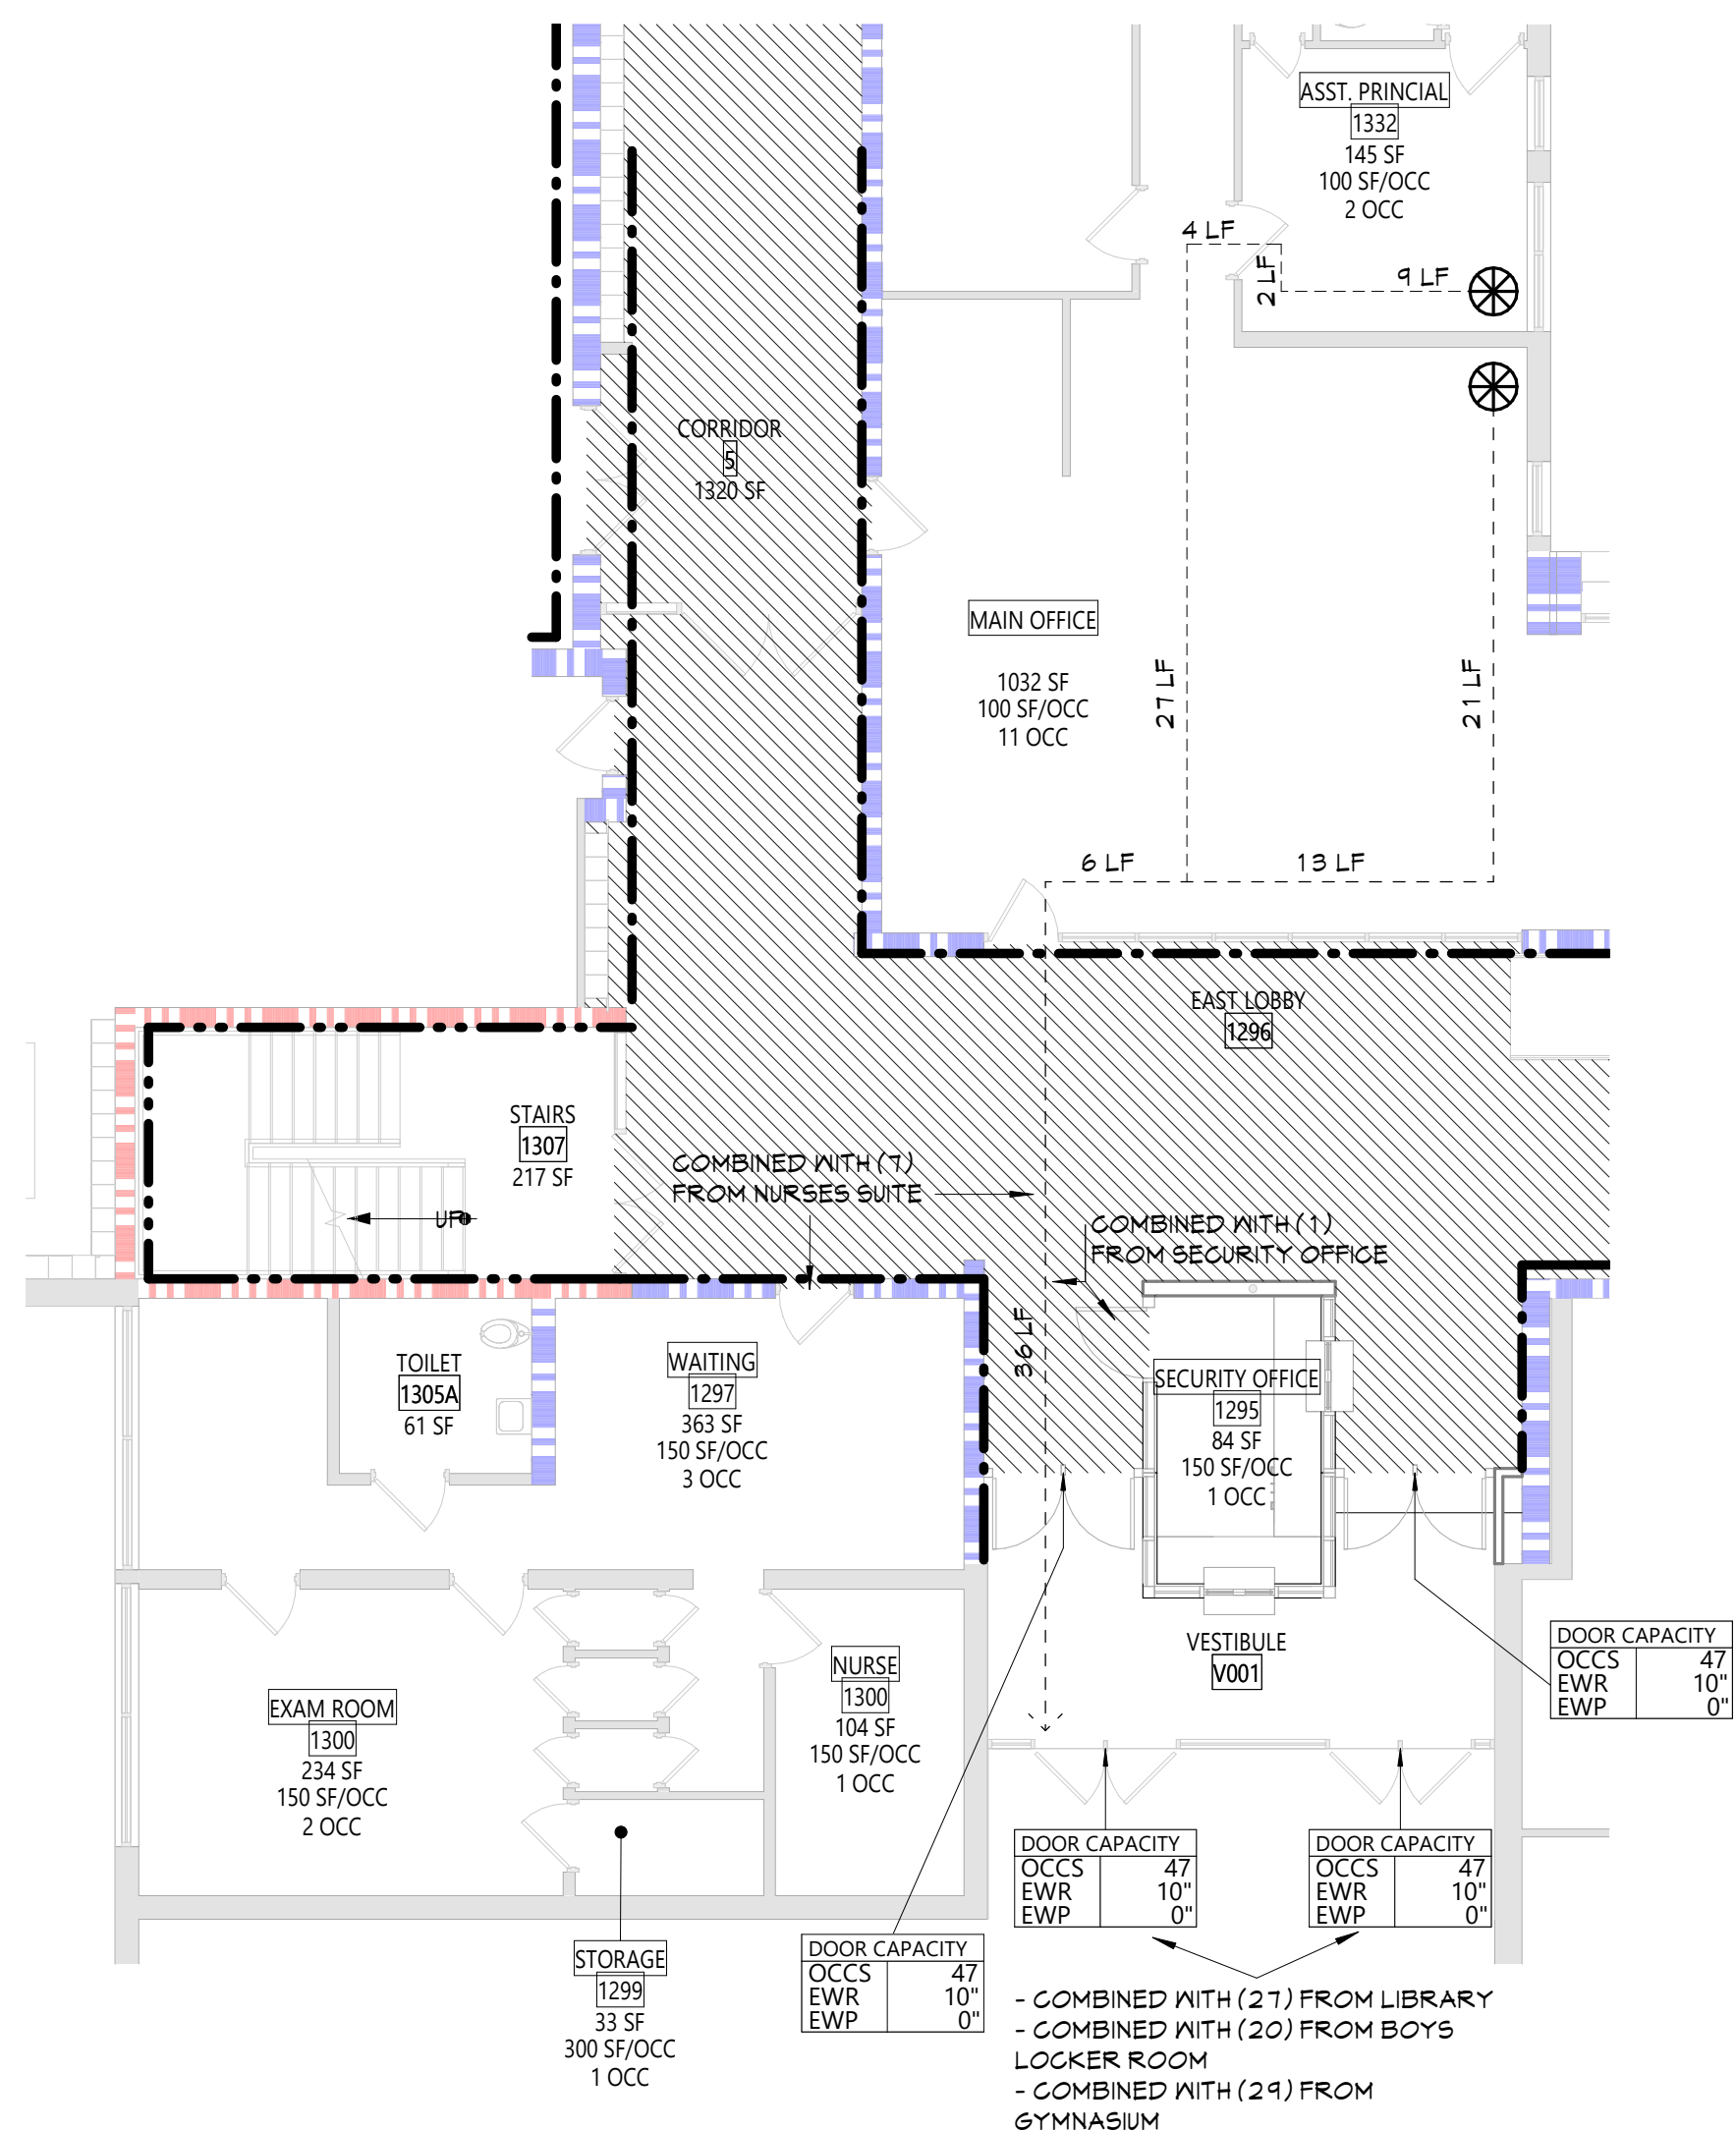 ASST. PRINCIAL
1332
145 SF
100 SF/OCC
2 OCC
4 LF
2 LF
9 LF
CORRIDOR
5
1320 SF
MAIN OFFICE
1032 SF
100 SF/OCC
11 OCC
27 LF
21 LF
6 LF
13 LF
EAST LOBBY
1296
STAIRS
1307
217 SF
UP
COMBINED WITH (7)
FROM NURSES SUITE
COMBINED WITH (1)
FROM SECURITY OFFICE
36 LF
TOILET
1305A
61 SF
WAITING
1297
363 SF
150 SF/OCC
3 OCC
SECURITY OFFICE
1295
84 SF
150 SF/OCC
1 OCC
VESTIBULE
V001
DOOR CAPACITY
OCCS 47
EWR 10"
EWP 0"
EXAM ROOM
1300
234 SF
150 SF/OCC
2 OCC
NURSE
1300
104 SF
150 SF/OCC
1 OCC
DOOR CAPACITY
OCCS 47
EWR 10"
EWP 0"
DOOR CAPACITY
OCCS 47
EWR 10"
EWP 0"
STORAGE
1299
33 SF
300 SF/OCC
1 OCC
DOOR CAPACITY
OCCS 47
EWR 10"
EWP 0"
- COMBINED WITH (27) FROM LIBRARY
- COMBINED WITH (20) FROM BOYS
LOCKER ROOM
- COMBINED WITH (29) FROM
GYMNASIUM